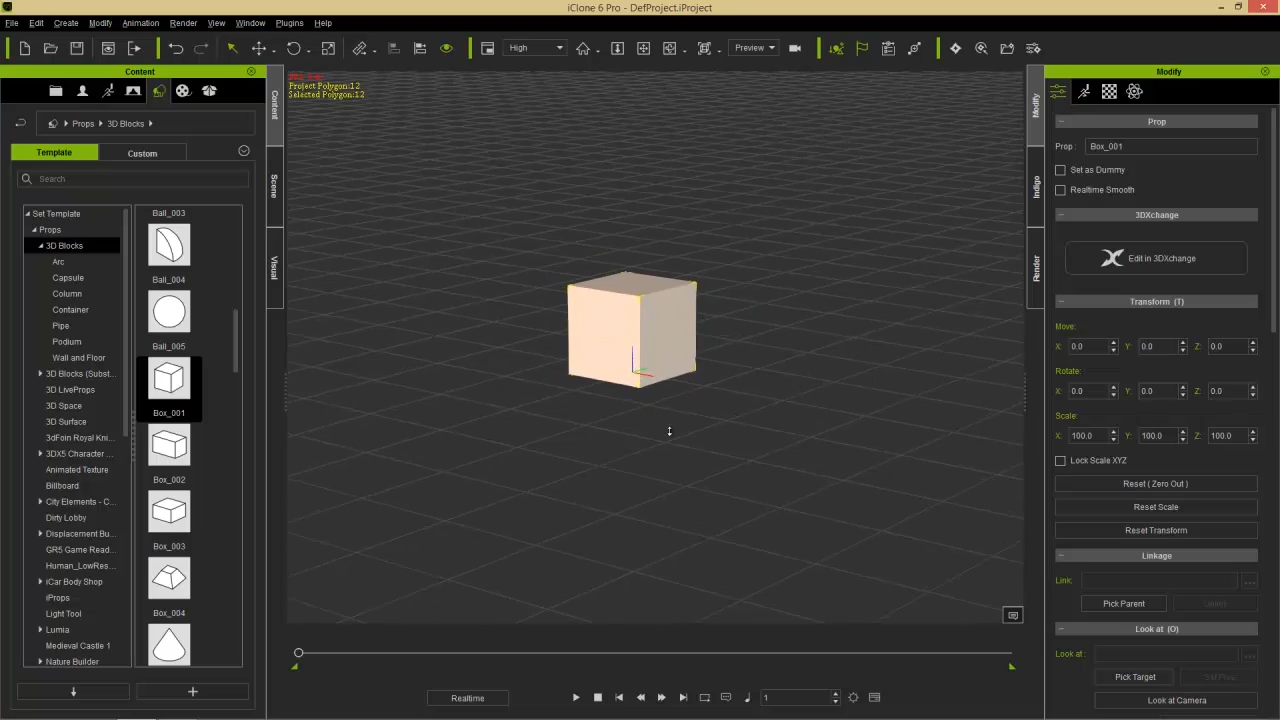 iClone 6 Pro - DefProject.iProject
File Edit Create Modify Animation Render View Window Plugins Help
High
Preview
Content
Props
3D Blocks
Template
Custom
Search
Set Template
Props
3D Blocks
Arc
Capsule
Column
Container
Pipe
Podium
Wall and Floor
3D Blocks (Subst...
3D LiveProps
3D Space
3D Surface
3dFoin Royal Kni...
3DX5 Character ...
Animated Texture
Billboard
City Elements - C...
Dirty Lobby
Displacement Bu...
GR5 Game Read...
Human_LowRes...
iCar Body Shop
iProps
Light Tool
Lumia
Medieval Castle 1
Nature Builder
Ball_003
Ball_004
Ball_005
Box_001
Box_002
Box_003
Box_004
Content
Scene
Visual
Project Polygon:12
Selected Polygon:12
Realtime
1
Modify
Indigo
Render
Modify
Prop
Prop : Box_001
Set as Dummy
Realtime Smooth
3DXchange
Edit in 3DXchange
Transform (T)
Move:
X: 0.0 Y: 0.0 Z: 0.0
Rotate:
X: 0.0 Y: 0.0 Z: 0.0
Scale:
X: 100.0 Y: 100.0 Z: 100.0
Lock Scale XYZ
Reset ( Zero Out )
Reset Scale
Reset Transform
Linkage
Link:
Pick Parent
Look at (O)
Look at :
Pick Target
Look at Camera